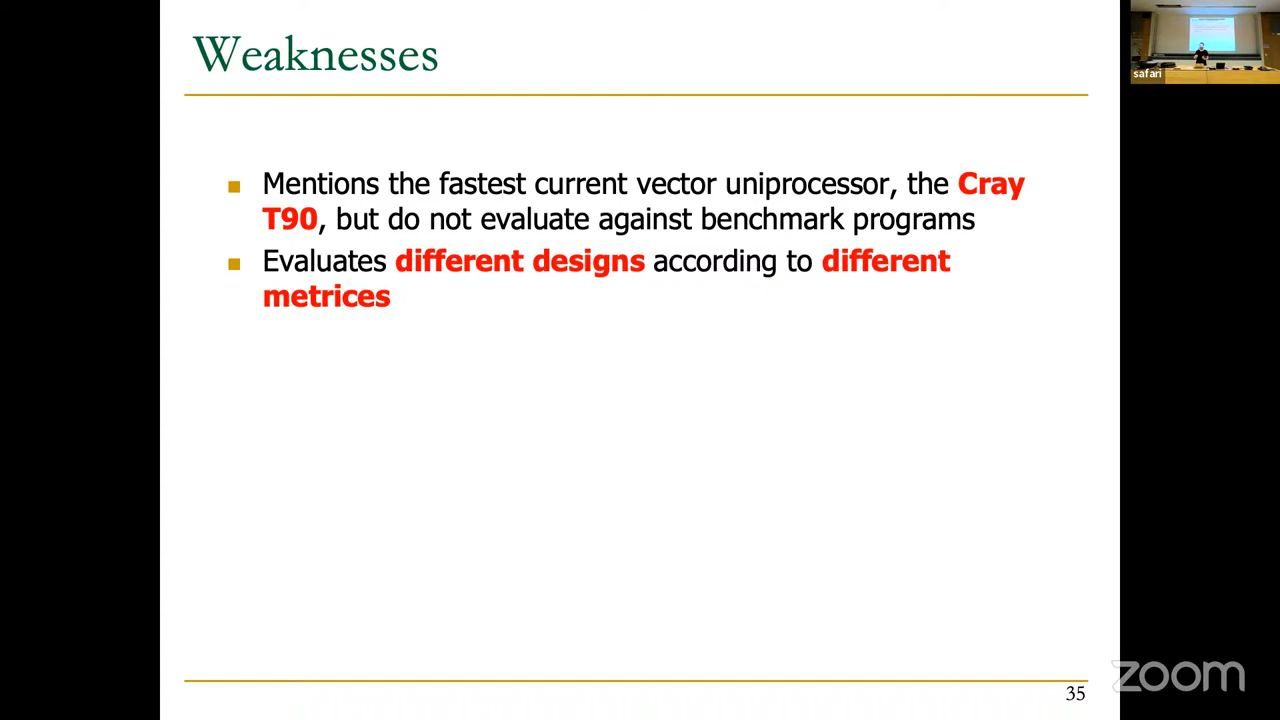 Weaknesses
safari
Mentions the fastest current vector uniprocessor, the Cray
T90, but do not evaluate against benchmark programs
Evaluates different designs according to different
metrices
35
zoom